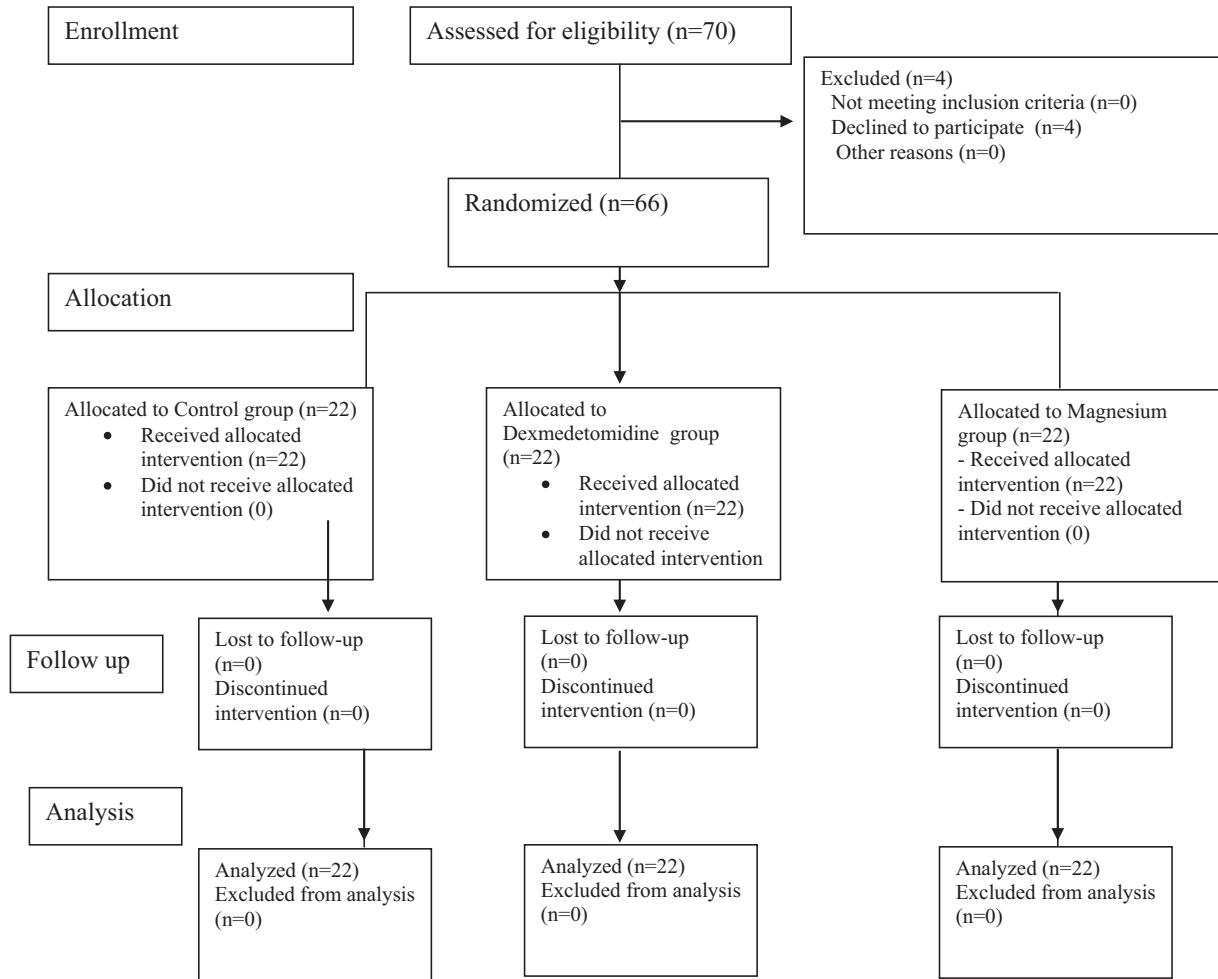 Enrollment
Assessed for eligibility (n=70)
Excluded (n=4)
Not meeting inclusion criteria (n=0)
Declined to participate (n=4)
Other reasons (n=0)
Randomized (n=66)
Allocation
Allocated to Control group (n=22)
• Received allocated
intervention (n=22)
• Did not receive allocated
intervention (0)
Allocated to
Dexmedetomidine group
(n=22)
• Received allocated
intervention (n=22)
• Did not receive
allocated intervention
Allocated to Magnesium
group (n=22)
- Received allocated
intervention (n=22)
- Did not receive allocated
intervention (0)
Follow up
Lost to follow-up
(n=0)
Discontinued
intervention (n=0)
Lost to follow-up
(n=0)
Discontinued
intervention (n=0)
Lost to follow-up
(n=0)
Discontinued
intervention (n=0)
Analysis
Analyzed (n=22)
Excluded from analysis
(n=0)
Analyzed (n=22)
Excluded from analysis
(n=0)
Analyzed (n=22)
Excluded from analysis
(n=0)